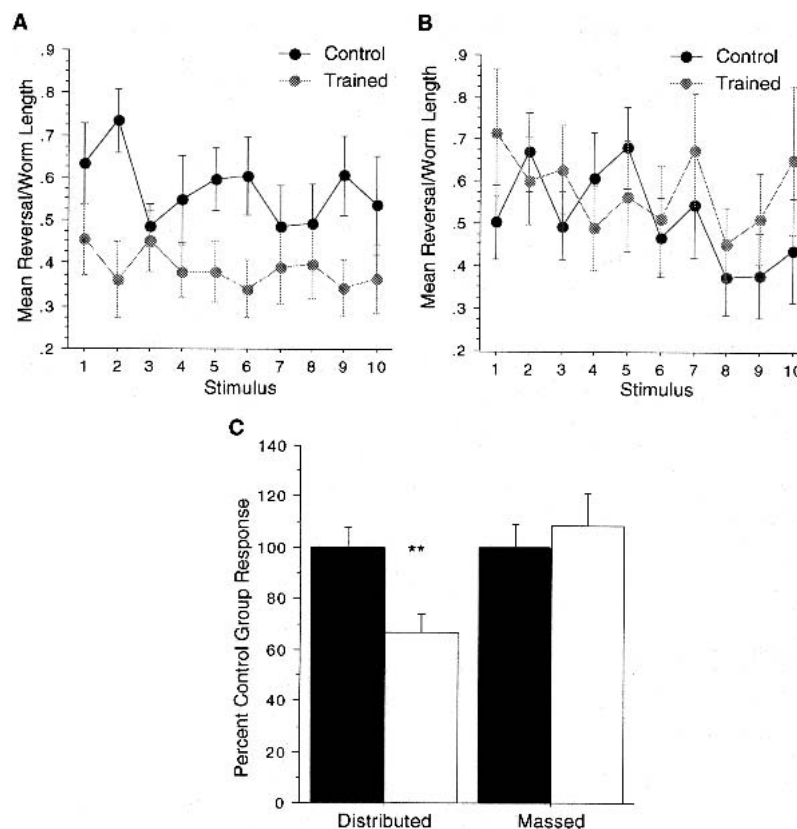 A
.9
.8
.7
.6
.5
.4
.3
.2
Mean Reversal/Worm Length
Control
Trained
1 2 3 4 5 6 7 8 9 10
Stimulus
B
.9
.8
.7
.6
.5
.4
.3
.2
Mean Reversal/Worm Length
Control
Trained
1 2 3 4 5 6 7 8 9 10
Stimulus
C
140
120
100
80
60
40
20
0
Percent Control Group Response
**
Distributed Massed